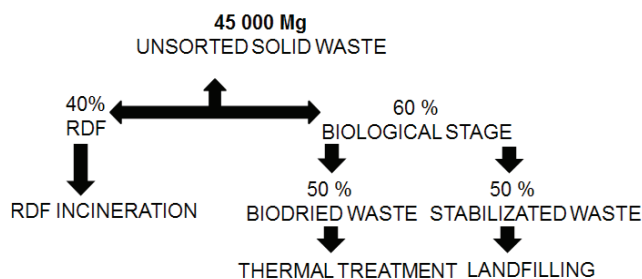 45 000 Mg
UNSORTED SOLID WASTE
40%
RDF
60 %
BIOLOGICAL STAGE
RDF INCINERATION
50 %
BIODRIED WASTE
50 %
STABILIZATED WASTE
THERMAL TREATMENT
LANDFILLING